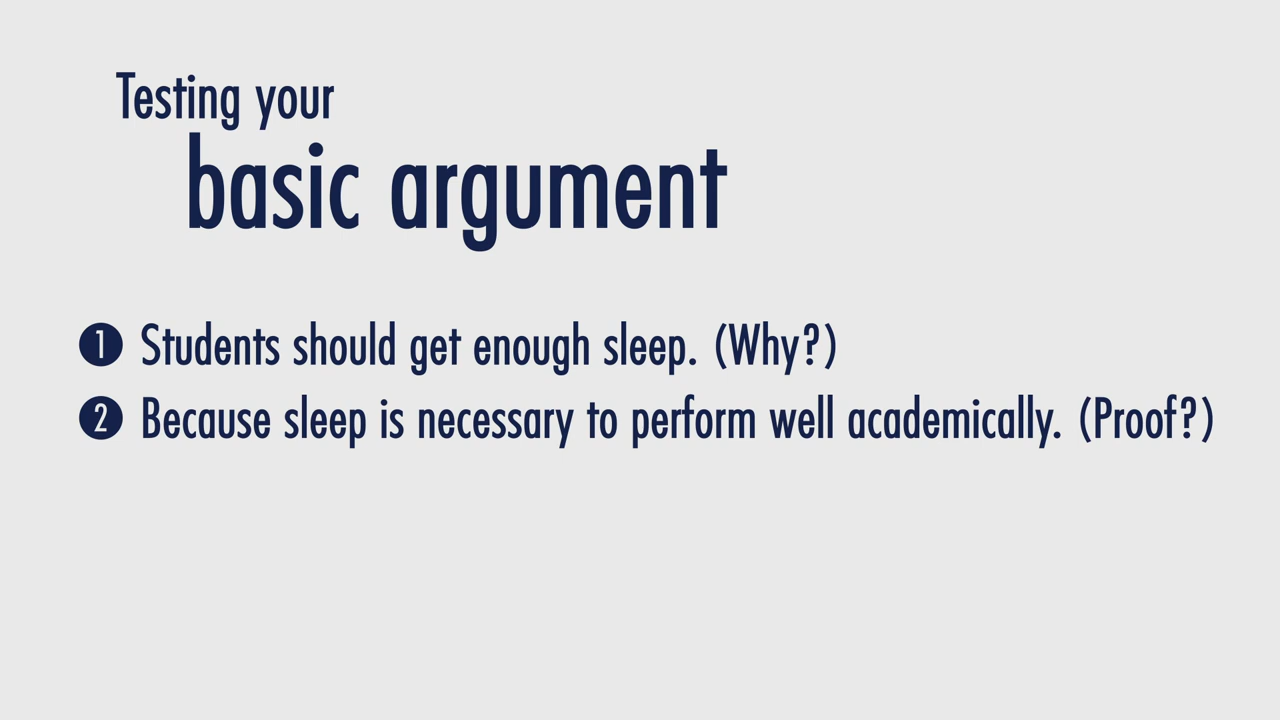 Testing your
basic argument
1 Students should get enough sleep. (Why?)
2 Because sleep is necessary to perform well academically. (Proof?)